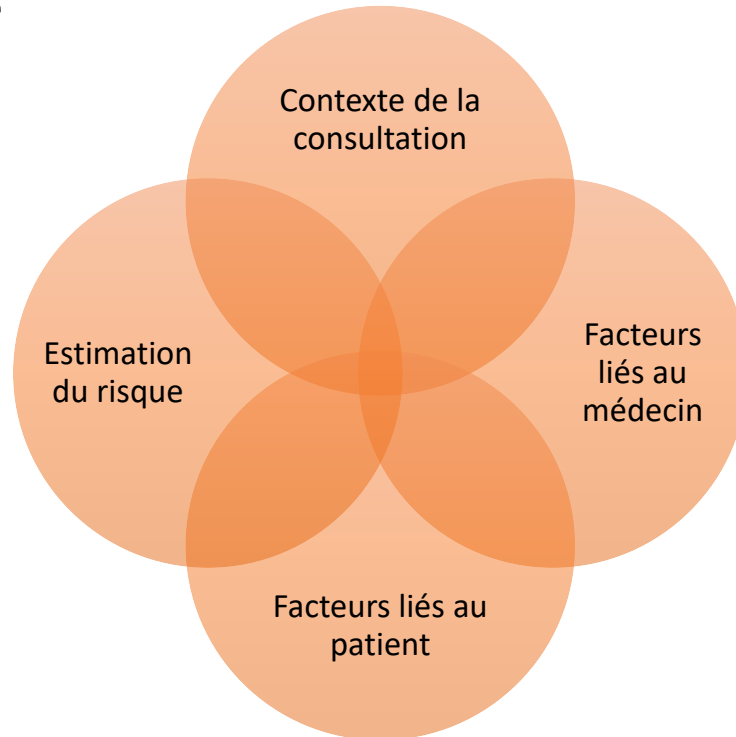 Contexte de la
consultation
Estimation
du risque
Facteurs
liés au
médecin
Facteurs liés au
patient